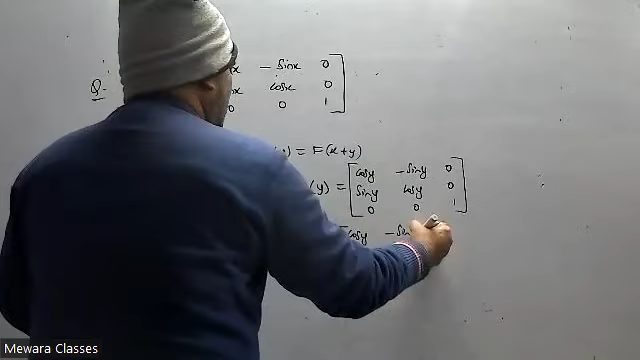 Q- - sinx 0
cosx 0
0 0 1
) = F(x+y)
(y) = cosy - siny 0
siny cosy 0
0 0 1
cosy - Sin
Mewara Classes